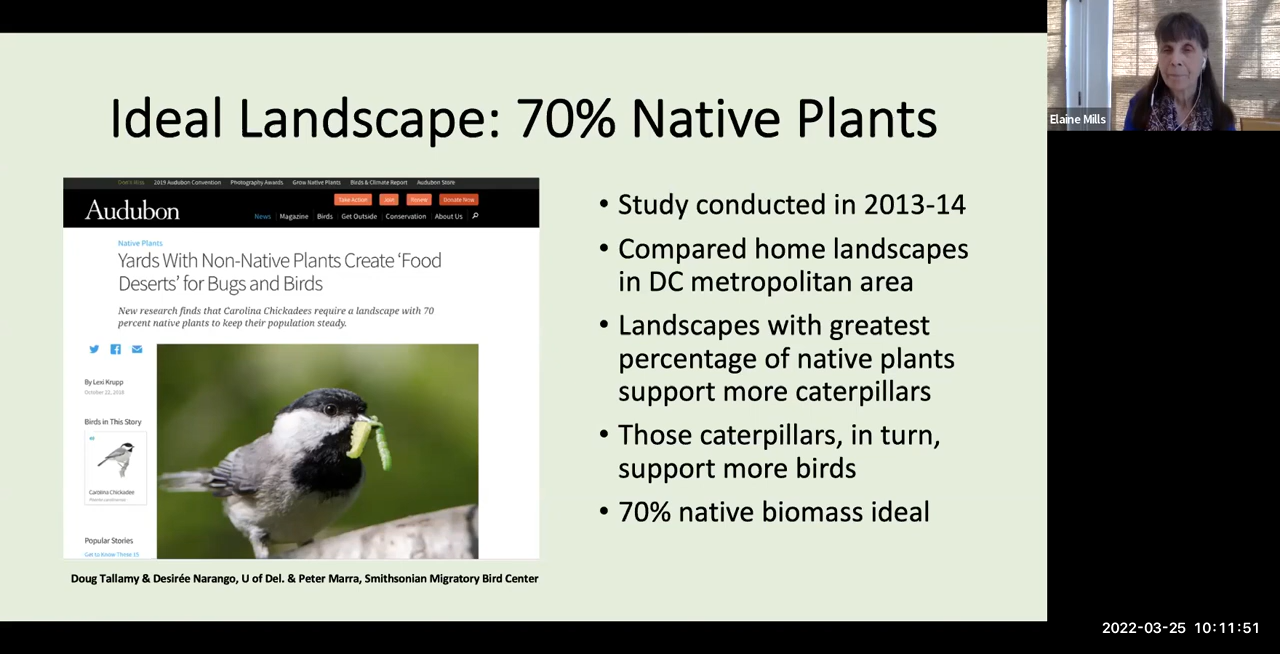 Ideal Landscape: 70% Native Plants
2019 Audubon Convention Photography Awards Grow Native Plants Birds & Climate Report Audubon Store
Take Action Join Renew Donate Now
Audubon
News Magazine Birds Get Outside Conservation About Us
Native Plants
Yards With Non-Native Plants Create ‘Food
Deserts’ for Bugs and Birds
New research finds that Carolina Chickadees require a landscape with 70
percent native plants to keep their population steady.
By Lexi Krupp
October 22, 2018
Birds in This Story
Carolina Chickadee
Popular Stories
Get to Know These 15
Doug Tallamy & Desirée Narango, U of Del. & Peter Marra, Smithsonian Migratory Bird Center
• Study conducted in 2013-14
• Compared home landscapes
in DC metropolitan area
• Landscapes with greatest
percentage of native plants
support more caterpillars
• Those caterpillars, in turn,
support more birds
• 70% native biomass ideal
Elaine Mills
2022-03-25 10:11:51